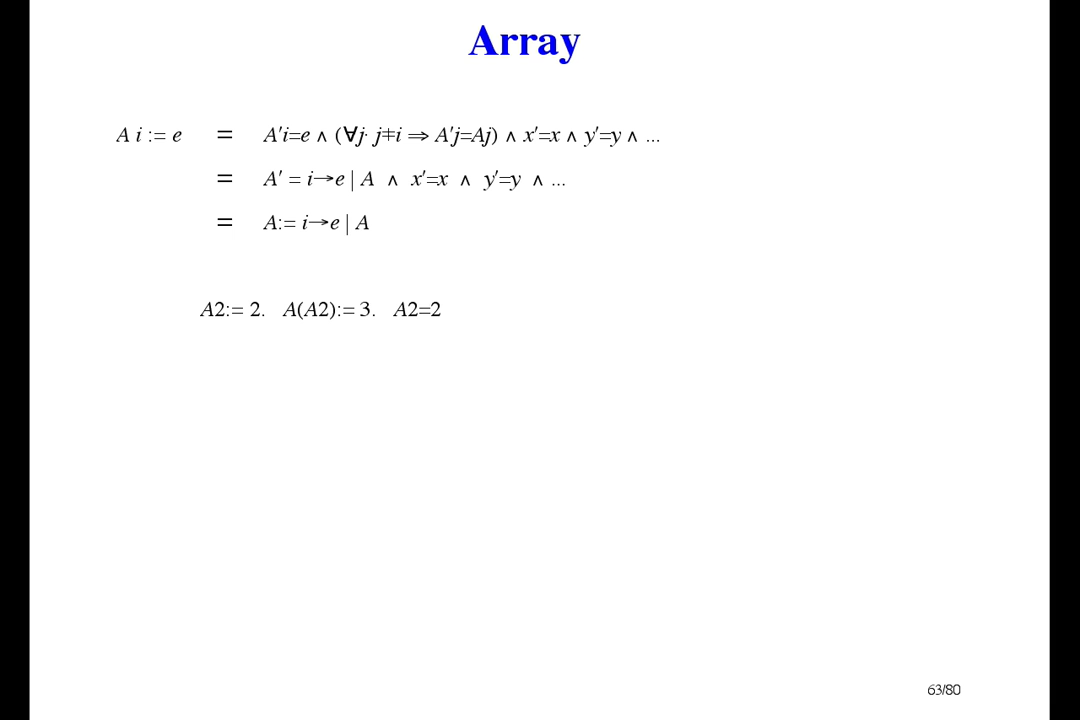 Array
A i := e = A′i=e ∧ (∀j· j≠i ⇒ A′j=Aj) ∧ x′=x ∧ y′=y ∧ ...
= A′ = i→e | A ∧ x′=x ∧ y′=y ∧ ...
= A:= i→e | A
A2:= 2. A(A2):= 3. A2=2
63/80